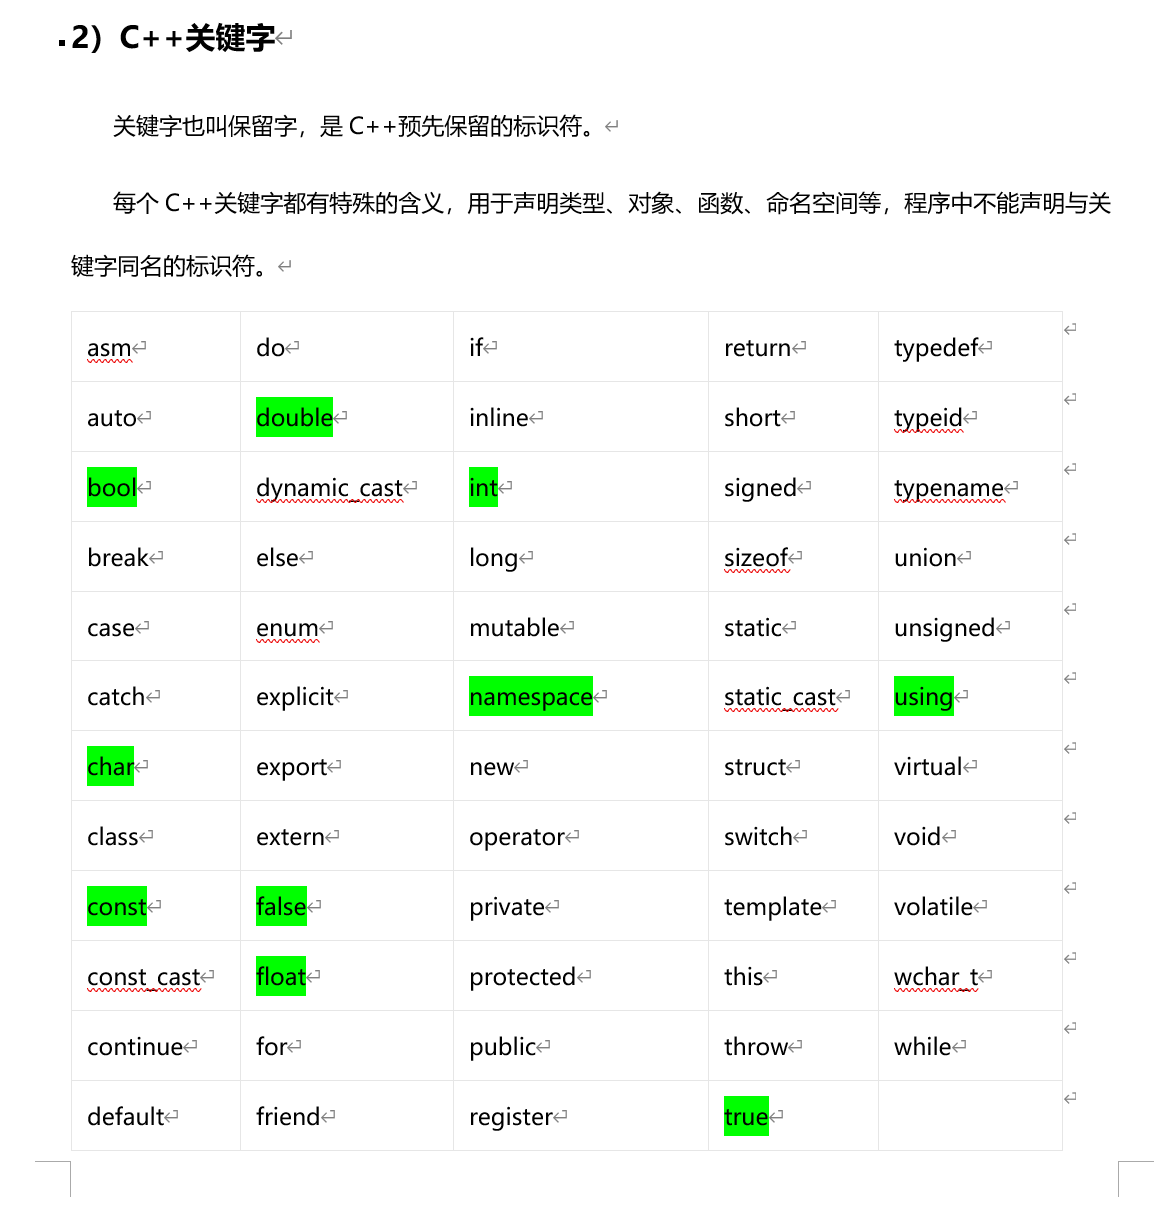 2）C++关键字
关键字也叫保留字，是 C++预先保留的标识符。
每个 C++关键字都有特殊的含义，用于声明类型、对象、函数、命名空间等，程序中不能声明与关
键字同名的标识符。
asm do if return typedef
auto double inline short typeid
bool dynamic_cast int signed typename
break else long sizeof union
case enum mutable static unsigned
catch explicit namespace static_cast using
char export new struct virtual
class extern operator switch void
const false private template volatile
const_cast float protected this wchar_t
continue for public throw while
default friend register true